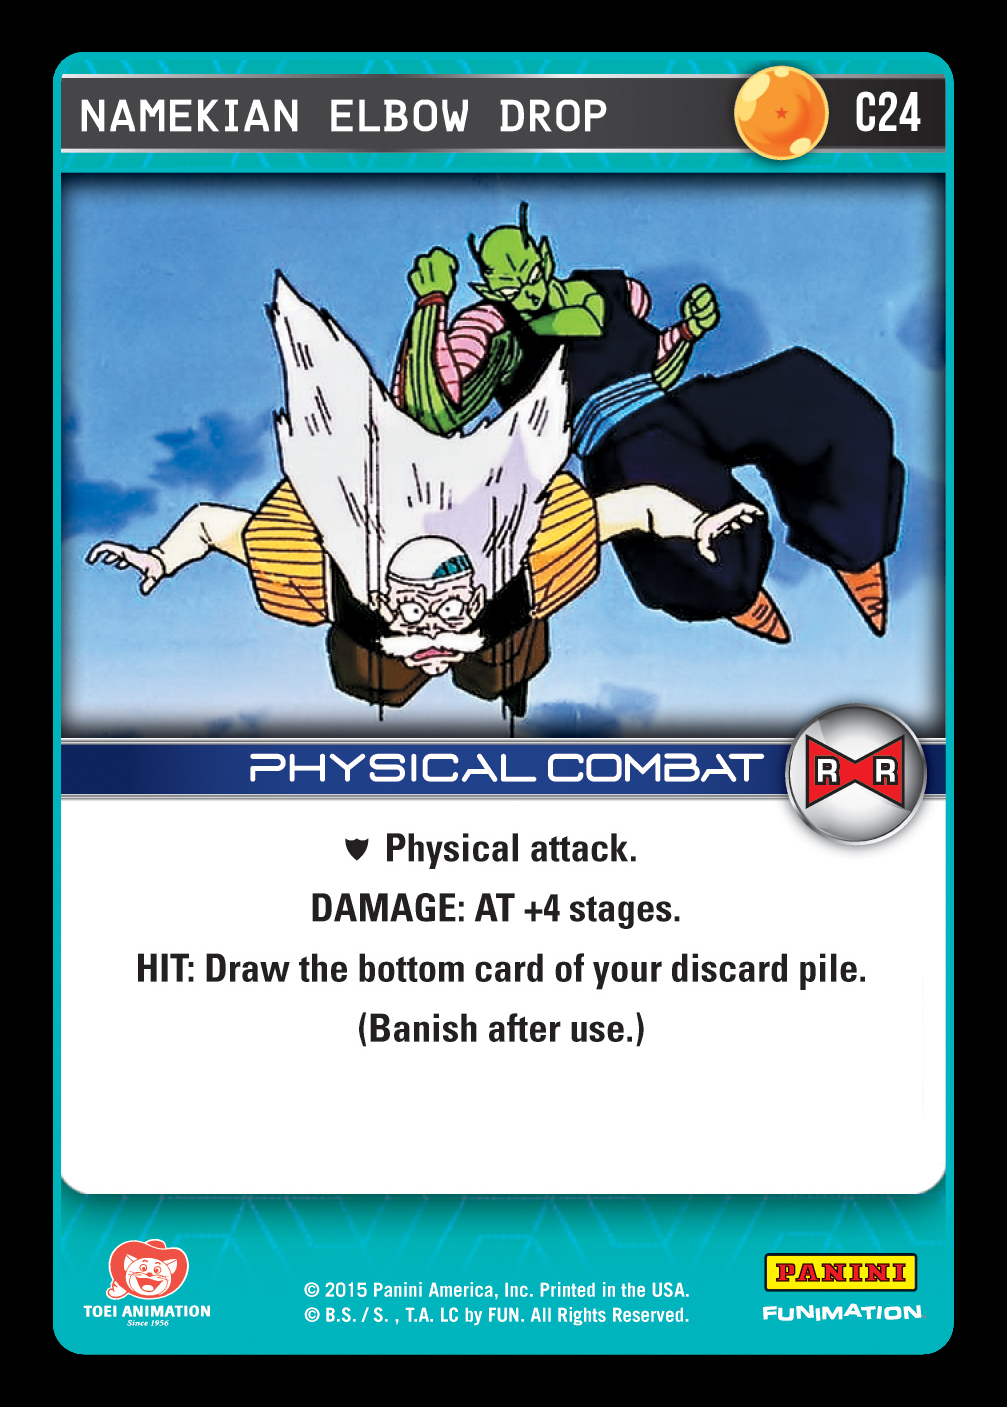 NAMEKIAN ELBOW DROP
C24
PHYSICAL COMBAT
R R
Physical attack.
DAMAGE: AT +4 stages.
HIT: Draw the bottom card of your discard pile.
(Banish after use.)
TOEI ANIMATION
Since 1956
© 2015 Panini America, Inc. Printed in the USA.
© B.S. / S. , T.A. LC by FUN. All Rights Reserved.
PANINI
FUNIMATION